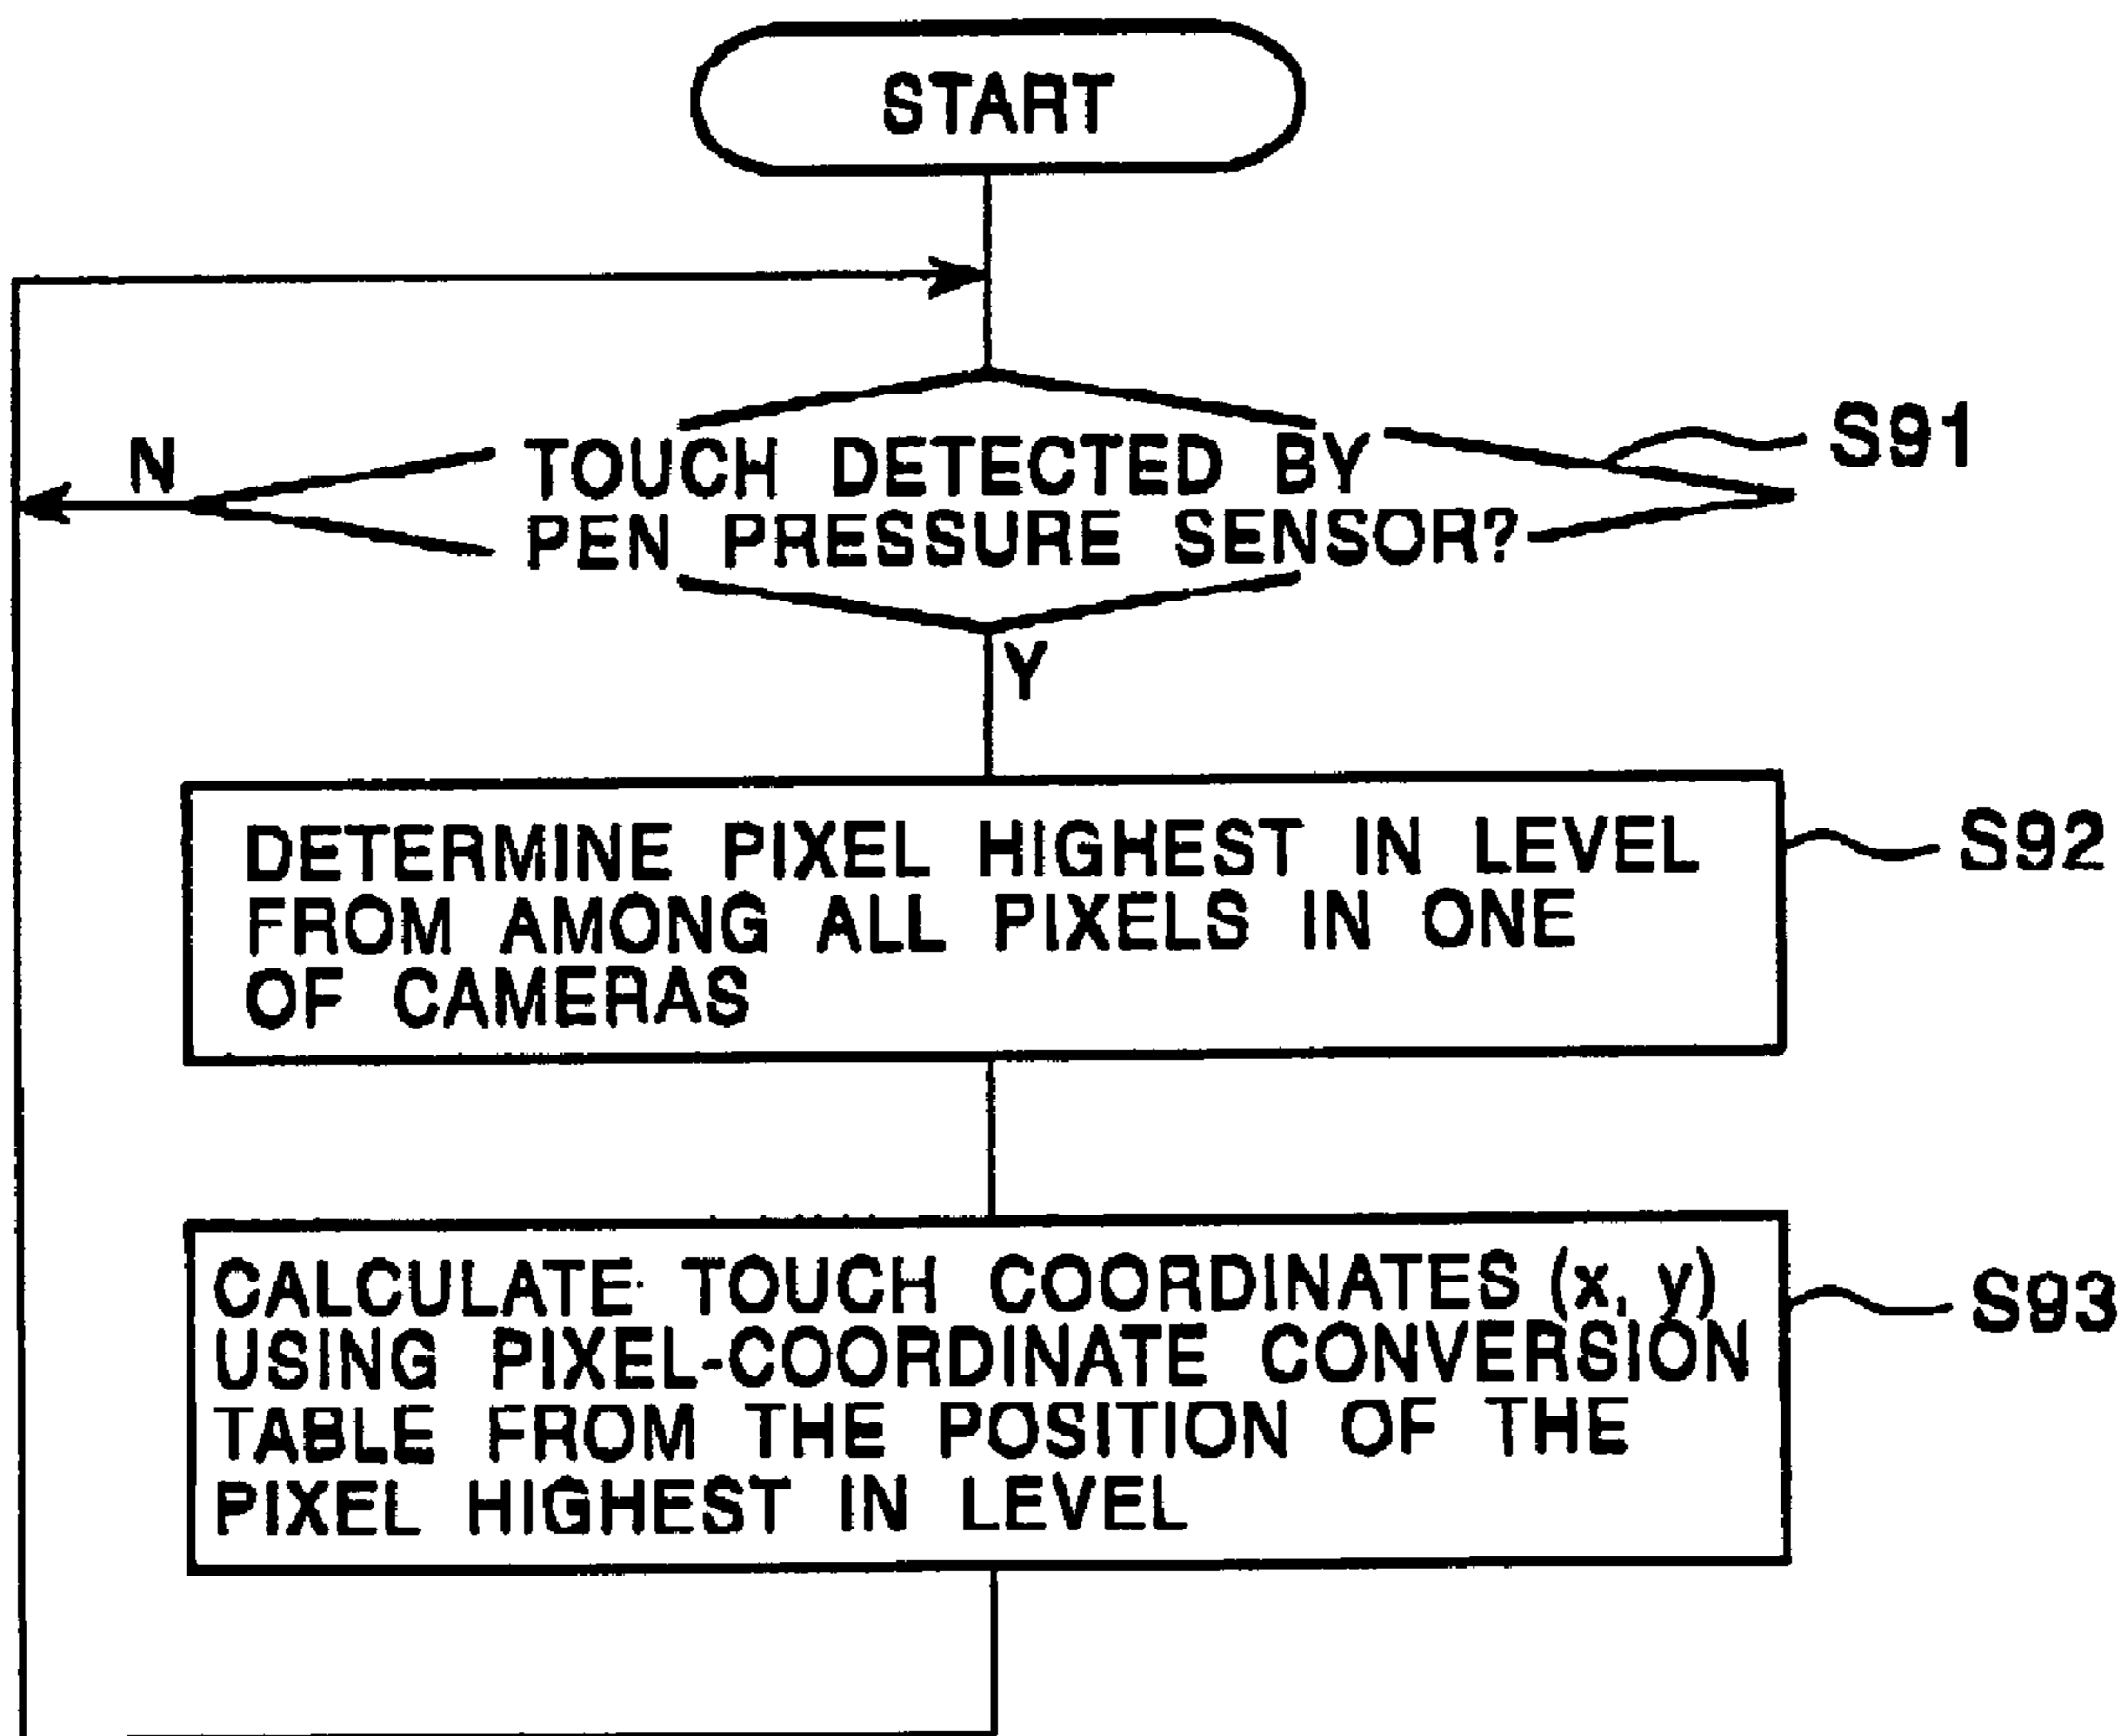 START
N
TOUCH DETECTED BY
PEN PRESSURE SENSOR?
S91
Y
DETERMINE PIXEL HIGHEST IN LEVEL
FROM AMONG ALL PIXELS IN ONE
OF CAMERAS
S92
CALCULATE TOUCH COORDINATES (x, y)
USING PIXEL-COORDINATE CONVERSION
TABLE FROM THE POSITION OF THE
PIXEL HIGHEST IN LEVEL
S93